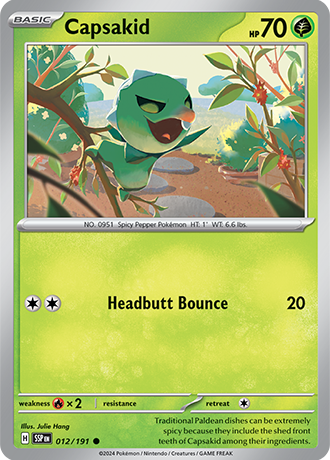 BASIC
Capsakid
HP 70
NO. 0951 Spicy Pepper Pokémon HT: 1' WT: 6.6 lbs.
Headbutt Bounce 20
weakness ×2 resistance retreat
Illus. Julie Hang
H SSP EN 012/191
Traditional Paldean dishes can be extremely
spicy because they include the shed front
teeth of Capsakid among their ingredients.
©2024 Pokémon / Nintendo / Creatures / GAME FREAK